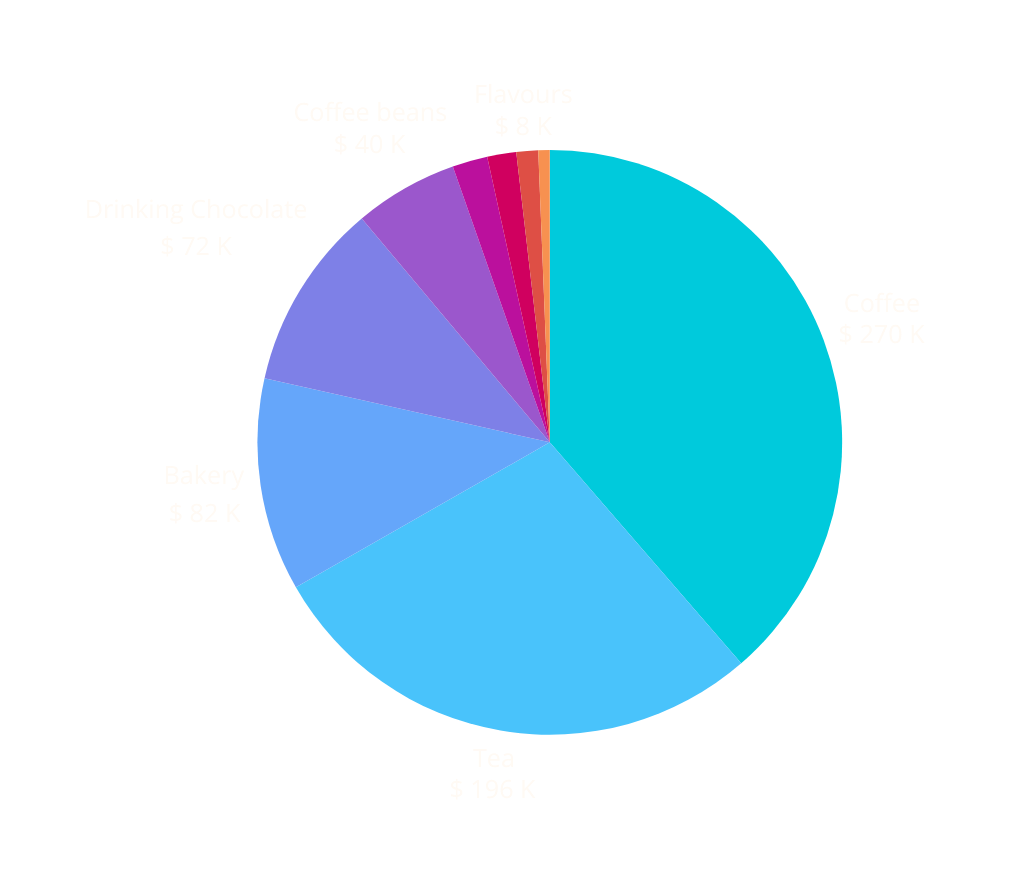 Flavours
$ 8 K
Coffee beans
$ 40 K
Drinking Chocolate
$ 72 K
Coffee
$ 270 K
Bakery
$ 82 K
Tea
$ 196 K